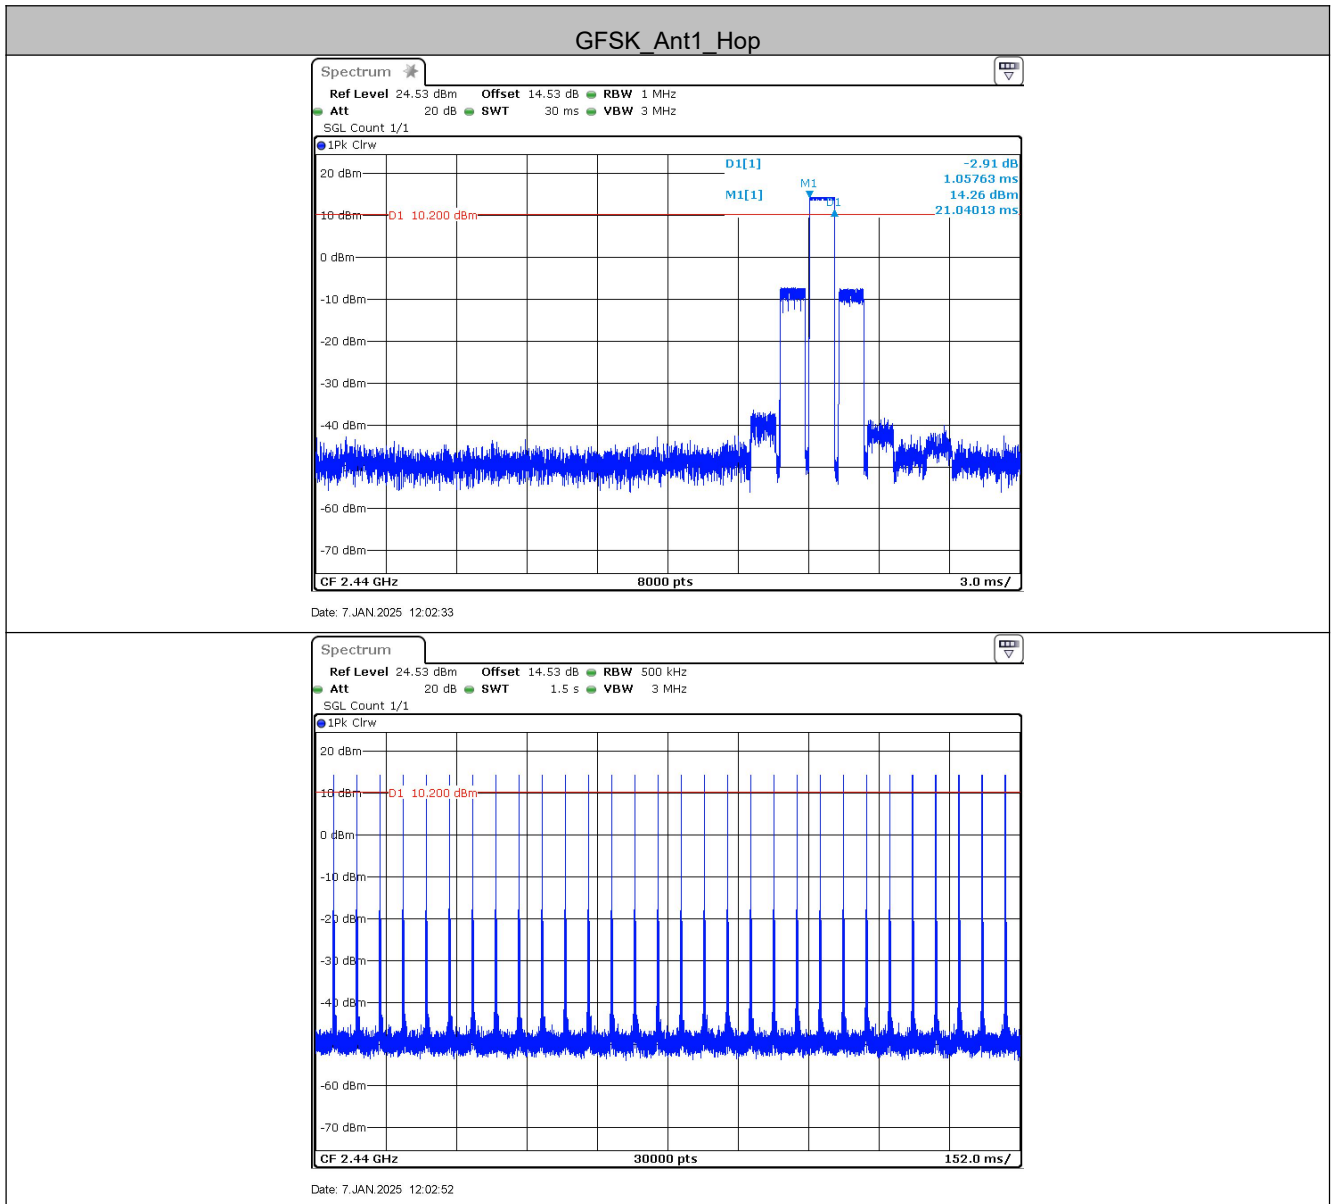 GFSK_Ant1_Hop
Spectrum
Ref Level 24.53 dBm Offset 14.53 dB RBW 1 MHz
Att 20 dB SWT 30 ms VBW 3 MHz
SGL Count 1/1
1Pk Clrw
D1[1] -2.91 dB
1.05763 ms
M1[1] 14.26 dBm
21.04013 ms
M1
D1
20 dBm
10 dBm
D1 10.200 dBm
0 dBm
-10 dBm
-20 dBm
-30 dBm
-40 dBm
-60 dBm
-70 dBm
CF 2.44 GHz 8000 pts 3.0 ms/
Date: 7.JAN.2025 12:02:33
Spectrum
Ref Level 24.53 dBm Offset 14.53 dB RBW 500 kHz
Att 20 dB SWT 1.5 s VBW 3 MHz
SGL Count 1/1
1Pk Clrw
20 dBm
10 dBm
D1 10.200 dBm
0 dBm
-10 dBm
-20 dBm
-30 dBm
-40 dBm
-60 dBm
-70 dBm
CF 2.44 GHz 30000 pts 152.0 ms/
Date: 7.JAN.2025 12:02:52